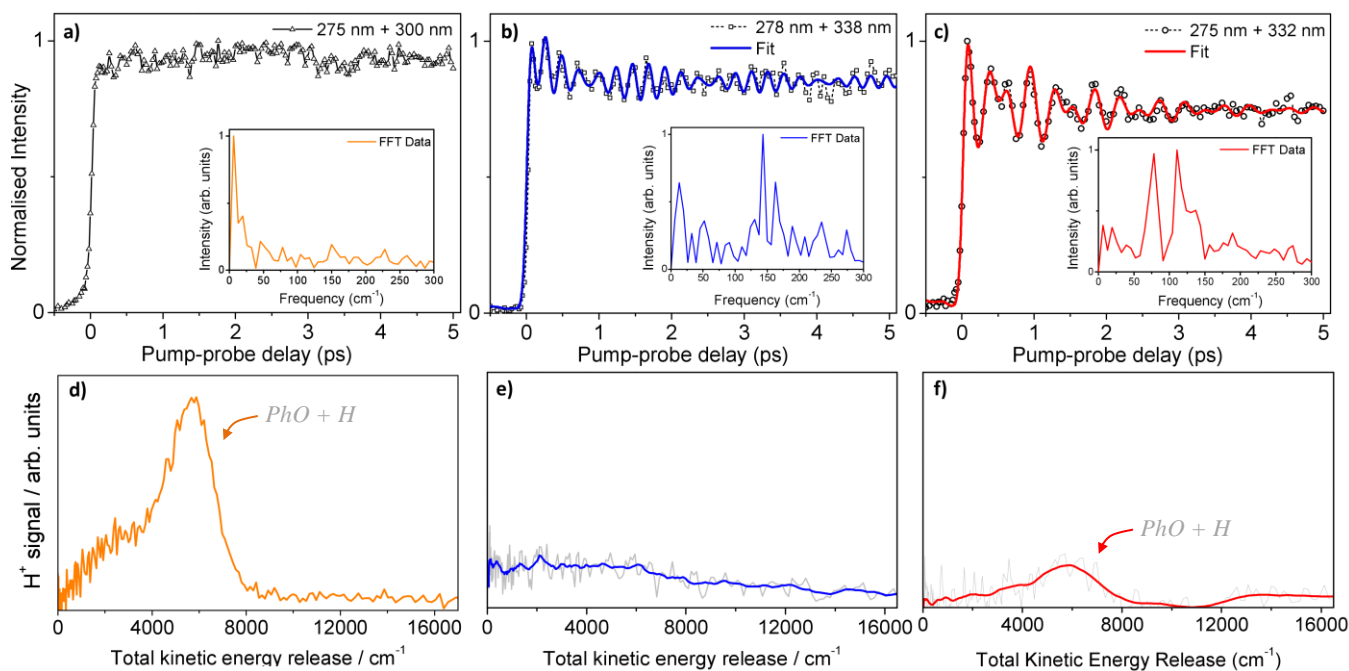 a)
275 nm + 300 nm
b)
278 nm + 338 nm
Fit
c)
275 nm + 332 nm
Fit
Normalised Intensity
1
0
1
0
1
0
Intensity (arb. units)
1
0
FFT Data
0 50 100 150 200 250 300
Frequency (cm-1)
Intensity (arb. units)
1
0
FFT Data
0 50 100 150 200 250 300
Frequency (cm-1)
Intensity (arb. units)
1
0
FFT Data
0 50 100 150 200 250 300
Frequency (cm-1)
0 1 2 3 4 5
Pump-probe delay (ps)
0 1 2 3 4 5
Pump-probe delay (ps)
0 1 2 3 4 5
Pump-probe delay (ps)
H+ signal / arb. units
d)
PhO + H
0 4000 8000 12000 16000
Total kinetic energy release / cm-1
e)
0 4000 8000 12000 16000
Total kinetic energy release / cm-1
f)
PhO + H
0 4000 8000 12000 16000
Total Kinetic Energy Release (cm-1)